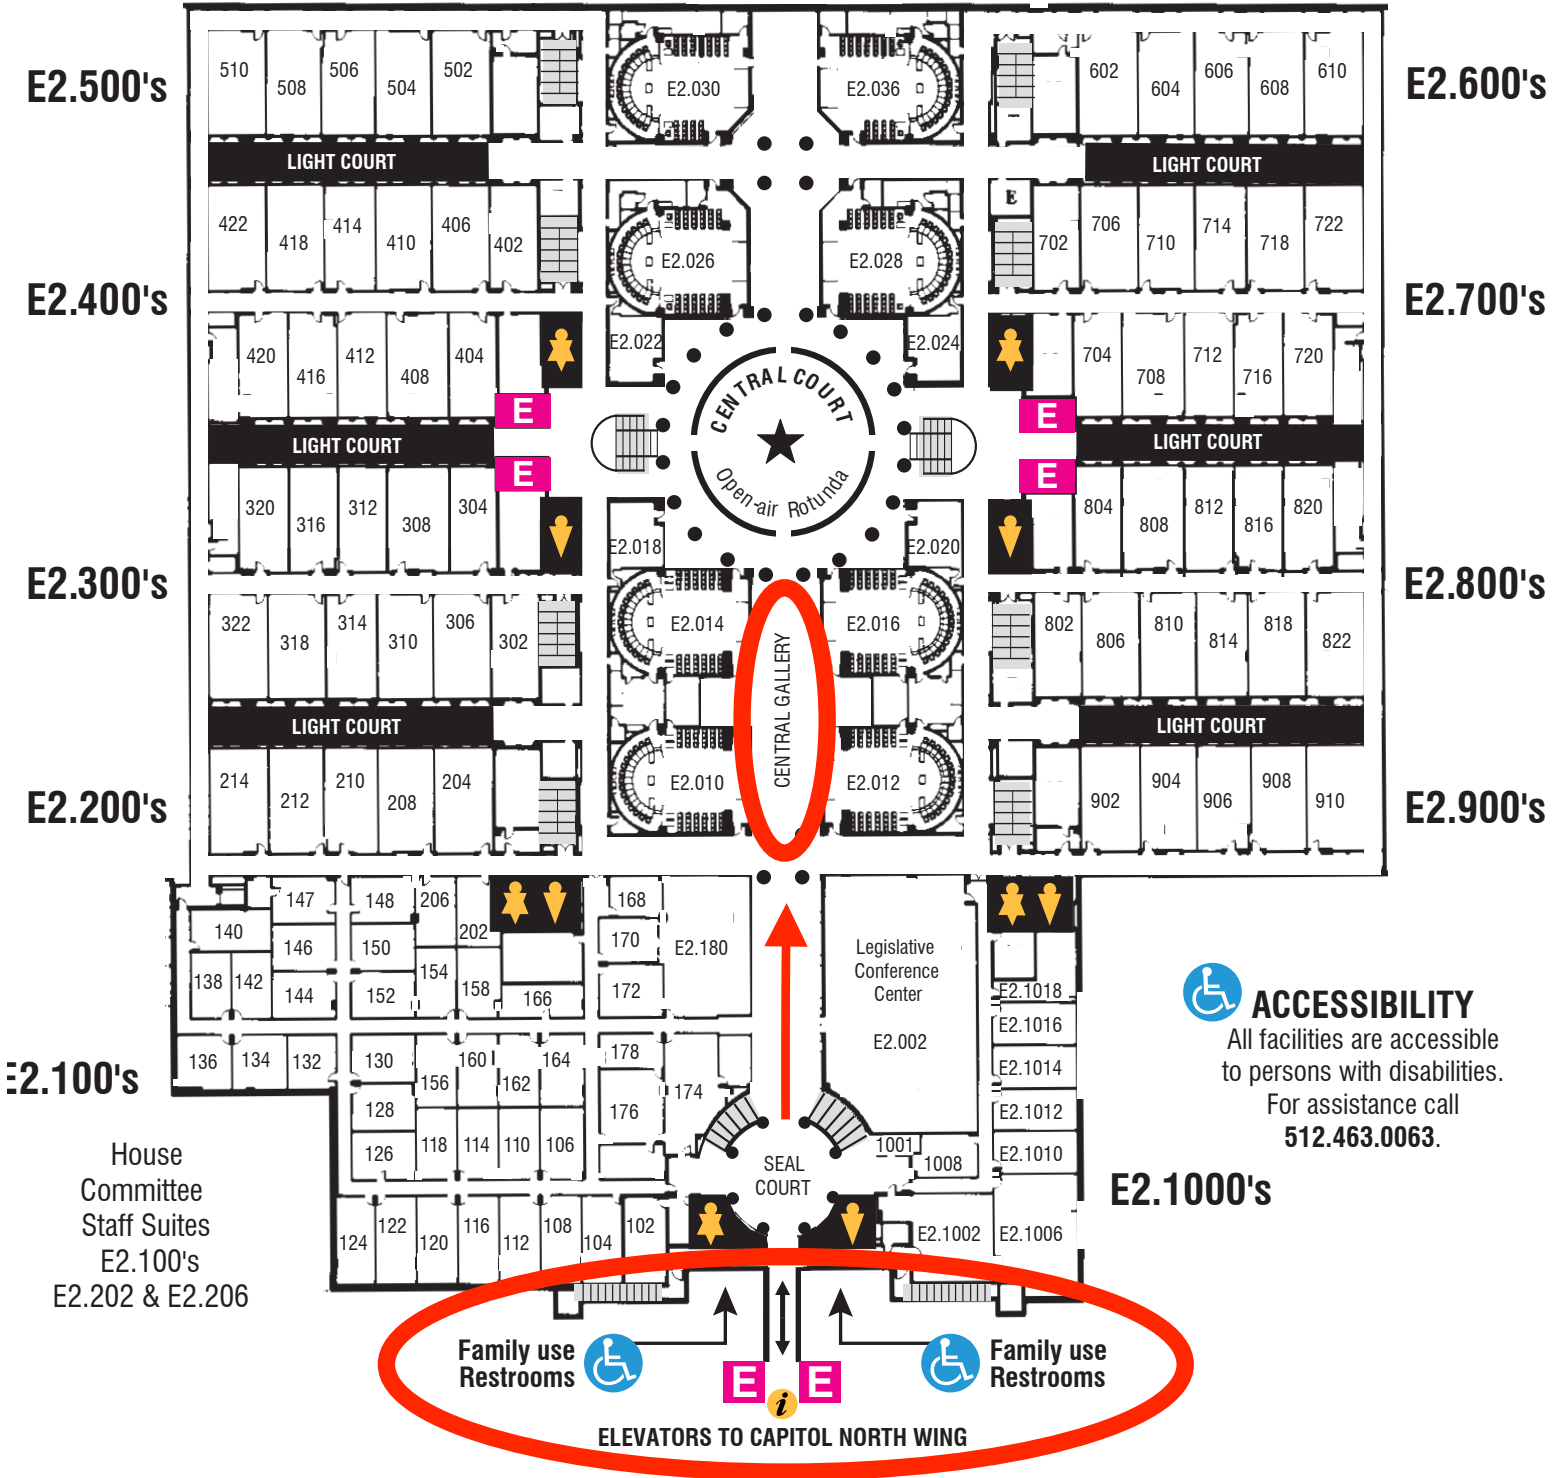 E2.500's
510
508
506
504
502
E2.030
E2.036
602
604
606
608
610
E2.600's
LIGHT COURT
LIGHT COURT
E
422
418
414
410
406
402
E2.026
E2.028
702
706
710
714
718
722
E2.400's
E2.700's
420
416
412
408
404
E2.022
E2.024
704
708
712
716
720
CENTRAL COURT
Open-air Rotunda
E
E
LIGHT COURT
LIGHT COURT
E
E
320
316
312
308
304
E2.018
E2.020
804
808
812
816
820
E2.300's
E2.800's
322
318
314
310
306
302
E2.014
E2.016
802
806
810
814
818
822
CENTRAL GALLERY
LIGHT COURT
LIGHT COURT
214
212
210
208
204
E2.010
E2.012
902
904
906
908
910
E2.200's
E2.900's
147
148
206
168
140
146
150
202
170
E2.180
138
142
144
152
154
158
166
172
Legislative
Conference
Center
E2.002
E2.1018
E2.1016
E2.1014
E2.1012
E2.1010
ACCESSIBILITY
All facilities are accessible
to persons with disabilities.
For assistance call
512.463.0063.
E2.100's
136
134
132
130
160
164
178
156
162
174
128
176
126
118
114
110
106
1001
1008
SEAL
COURT
E2.1000's
House
Committee
Staff Suites
E2.100's
E2.202 & E2.206
124
122
120
116
112
108
104
102
E2.1002
E2.1006
Family use
Restrooms
Family use
Restrooms
E
E
i
ELEVATORS TO CAPITOL NORTH WING